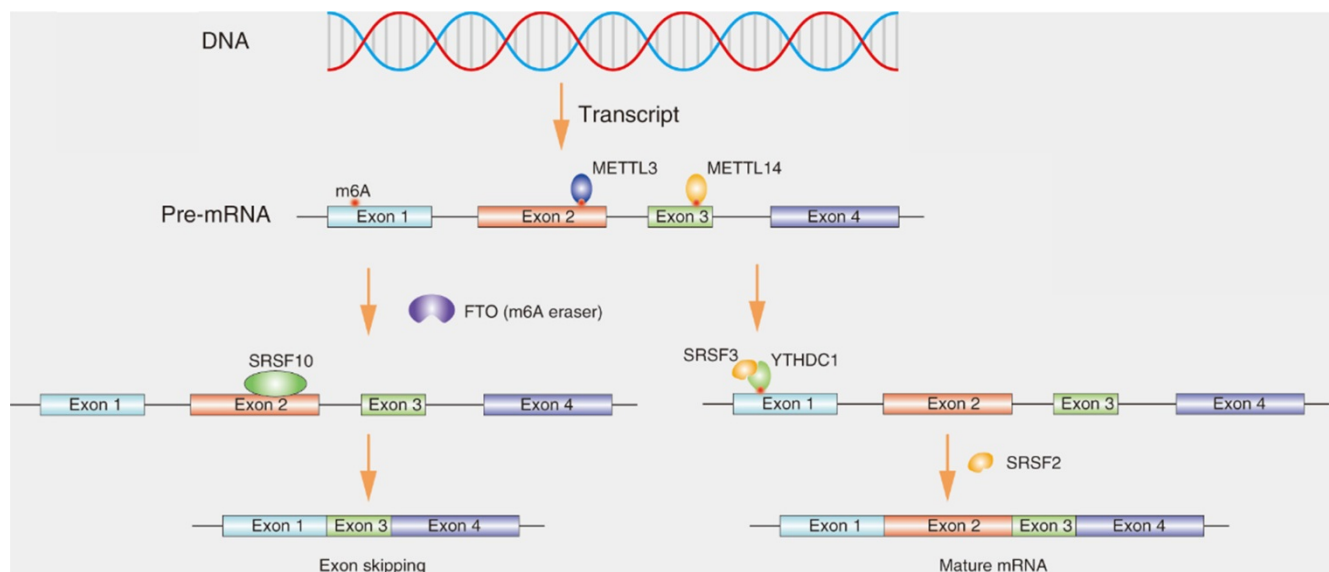 DNA
Transcript
METTL3
METTL14
m6A
Pre-mRNA
Exon 1
Exon 2
Exon 3
Exon 4
FTO (m6A eraser)
SRSF10
SRSF3
YTHDC1
Exon 1
Exon 2
Exon 3
Exon 4
Exon 1
Exon 2
Exon 3
Exon 4
SRSF2
Exon 1
Exon 3
Exon 4
Exon 1
Exon 2
Exon 3
Exon 4
Exon skipping
Mature mRNA